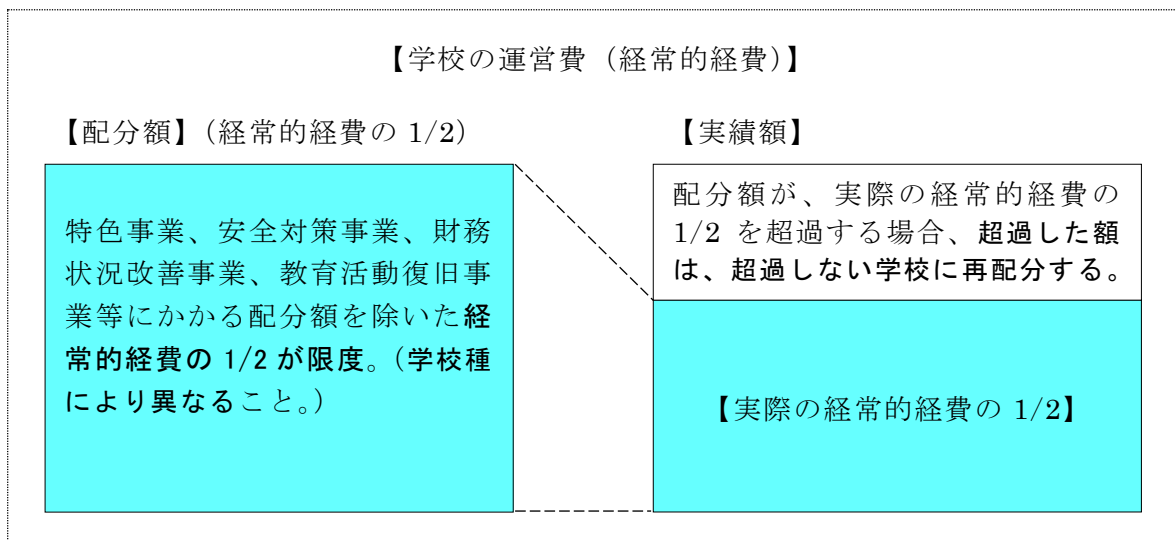 【学校の運営費（経常的経費）】
【配分額】（経常的経費の 1/2）
特色事業、安全対策事業、財務
状況改善事業、教育活動復旧事
業等にかかる配分額を除いた経
常的経費の 1/2 が限度。（学校種
により異なること。）
【実績額】
配分額が、実際の経常的経費の
1/2 を超過する場合、超過した額
は、超過しない学校に再配分する。
【実際の経常的経費の 1/2】